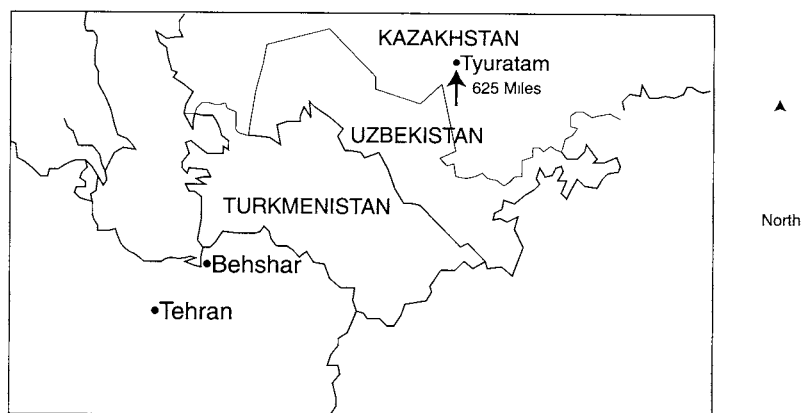 KAZAKHSTAN
Tyuratam
625 Miles
UZBEKISTAN
TURKMENISTAN
North
Behshar
Tehran